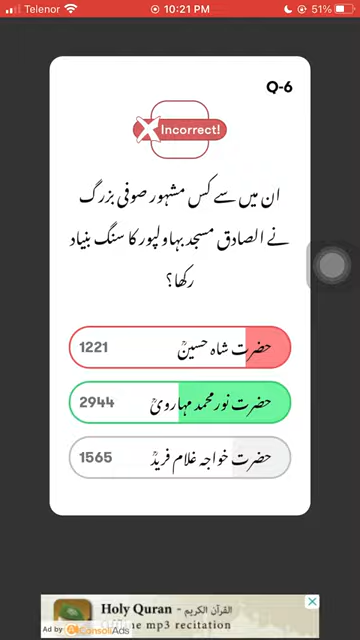 Telenor 10:21 PM 51%
Q-6
Incorrect!
ان میں سے کس مشہور صوفی بزرگ
نے الصادق مسجد بہاولپور کا سنگ بنیاد
رکھا؟
1221 حضرت شاہ حسینؒ
2944 حضرت نور محمد مہارویؒ
1565 حضرت خواجہ غلام فریدؒ
Holy Quran - القرآن الكريم
me mp3 recitation
Ad by ConsoliAds